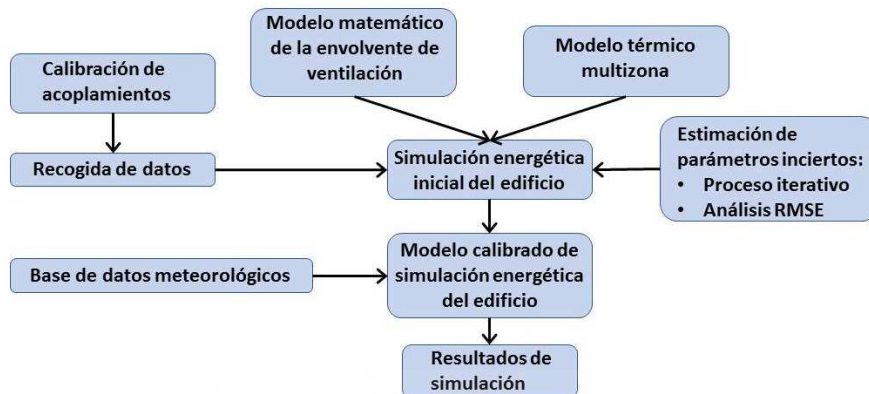 Modelo matemático
de la envolvente de
ventilación
Modelo térmico
multizona
Calibración de
acoplamientos
Recogida de datos
Simulación energética
inicial del edificio
Estimación de
parámetros inciertos:
• Proceso iterativo
• Análisis RMSE
Base de datos meteorológicos
Modelo calibrado de
simulación energética
del edificio
Resultados de
simulación